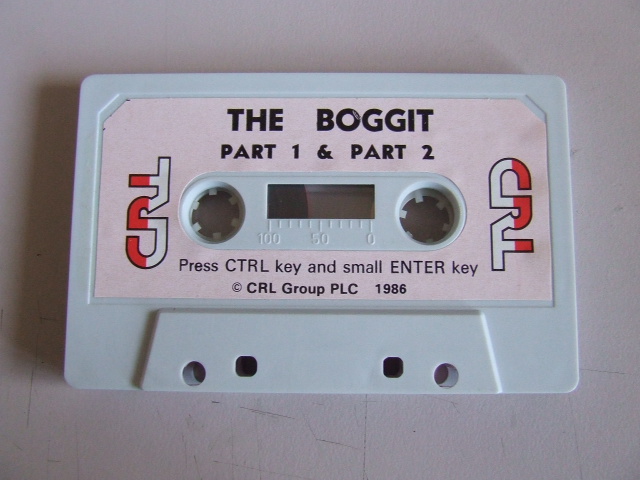 THE BOGGIT
PART 1 & PART 2
CRL
CRL
100 50 0
Press CTRL key and small ENTER key
© CRL Group PLC 1986